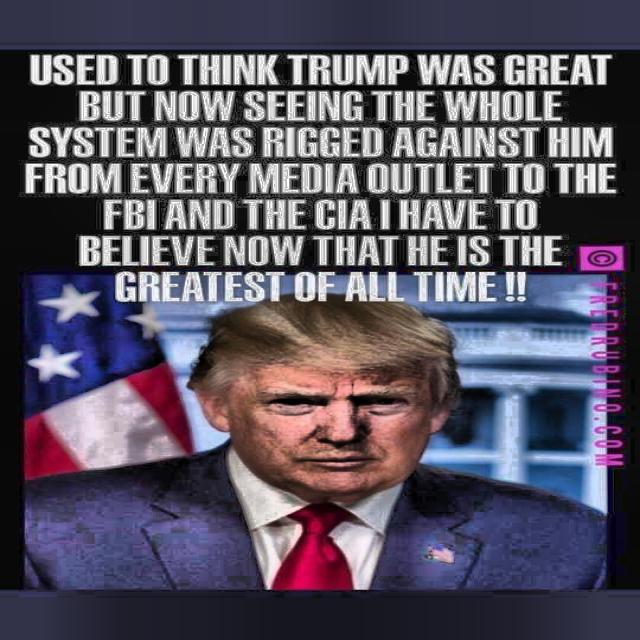 USED TO THINK TRUMP WAS GREAT
BUT NOW SEEING THE WHOLE
SYSTEM WAS RIGGED AGAINST HIM
FROM EVERY MEDIA OUTLET TO THE
FBI AND THE CIA I HAVE TO
BELIEVE NOW THAT HE IS THE
GREATEST OF ALL TIME !!
© FREDRUBINO.COM